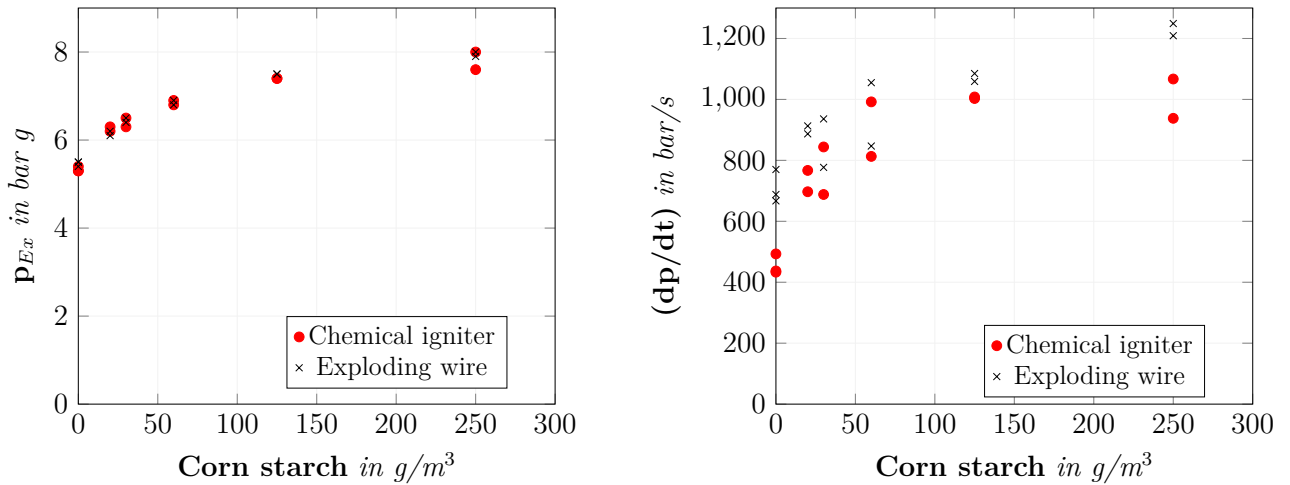 8
6
4
2
0
0 50 100 150 200 250 300
p_Ex in bar g
Corn starch in g/m³
Chemical igniter
Exploding wire
1,200
1,000
800
600
400
200
0
0 50 100 150 200 250 300
(dp/dt) in bar/s
Corn starch in g/m³
Chemical igniter
Exploding wire